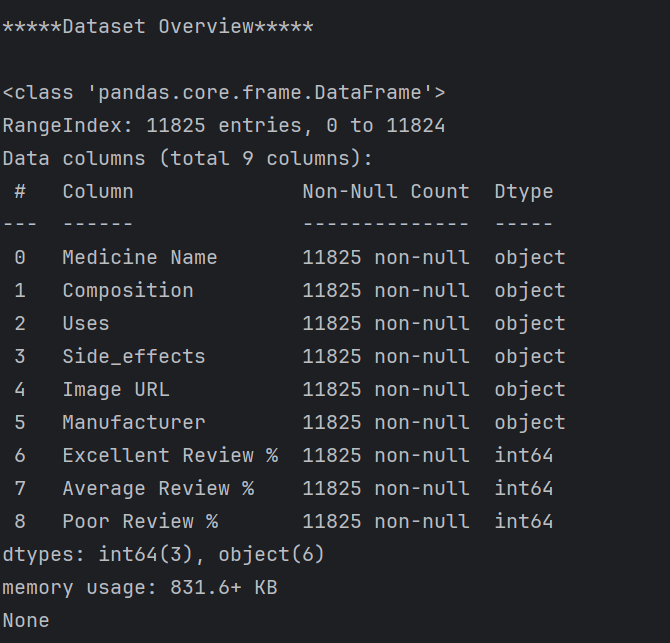 *****Dataset Overview*****
<class 'pandas.core.frame.DataFrame'>
RangeIndex: 11825 entries, 0 to 11824
Data columns (total 9 columns):
 #   Column              Non-Null Count  Dtype
---  ------              --------------  -----
 0   Medicine Name       11825 non-null  object
 1   Composition         11825 non-null  object
 2   Uses                11825 non-null  object
 3   Side_effects        11825 non-null  object
 4   Image URL           11825 non-null  object
 5   Manufacturer        11825 non-null  object
 6   Excellent Review %  11825 non-null  int64
 7   Average Review %    11825 non-null  int64
 8   Poor Review %       11825 non-null  int64
dtypes: int64(3), object(6)
memory usage: 831.6+ KB
None